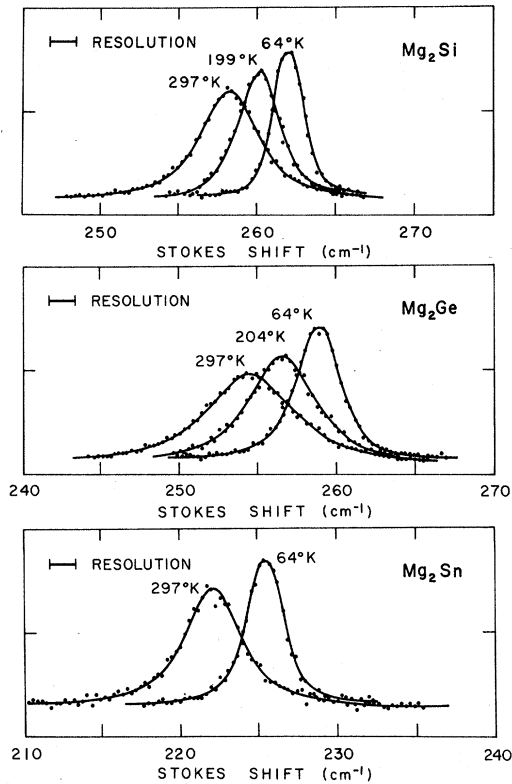 RESOLUTION
Mg₂Si
64°K
199°K
297°K
250 260 270
STOKES SHIFT (cm⁻¹)
RESOLUTION
Mg₂Ge
64°K
204°K
297°K
240 250 260 270
STOKES SHIFT (cm⁻¹)
RESOLUTION
Mg₂Sn
64°K
297°K
210 220 230 240
STOKES SHIFT (cm⁻¹)